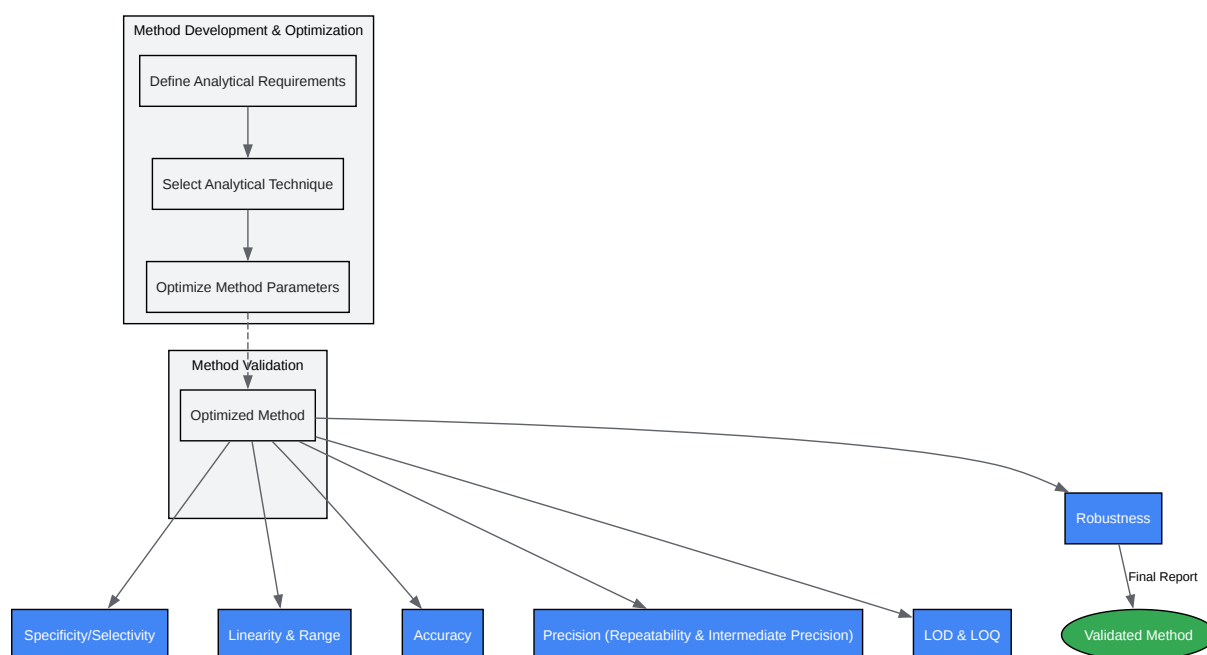 Method Development & Optimization
Define Analytical Requirements
Select Analytical Technique
Optimize Method Parameters
Method Validation
Optimized Method
Robustness
Final Report
Specificity/Selectivity
Linearity & Range
Accuracy
Precision (Repeatability & Intermediate Precision)
LOD & LOQ
Validated Method